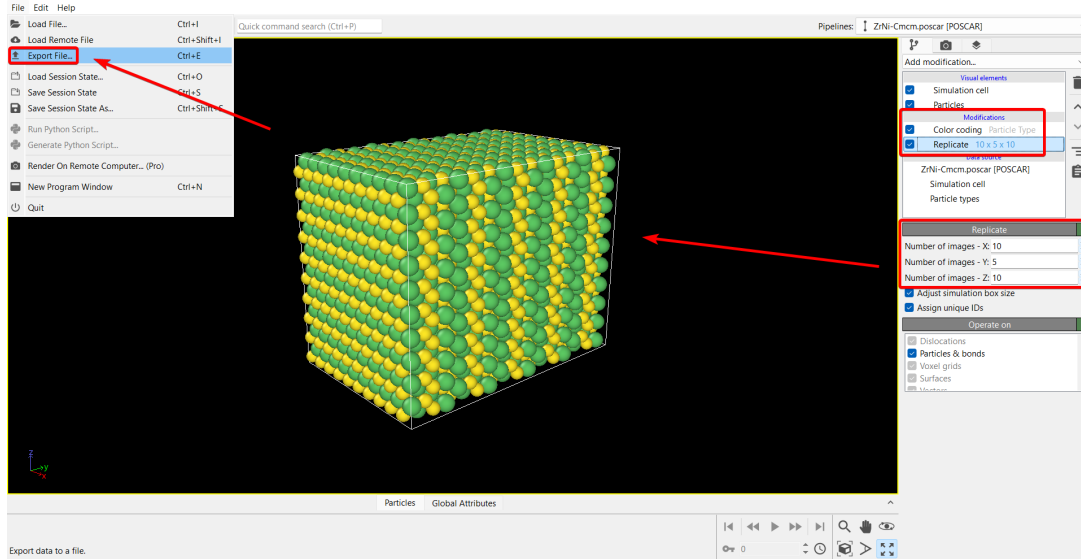 File Edit Help
Load File... Ctrl+I
Load Remote File Ctrl+Shift+I
Export File... Ctrl+E
Load Session State... Ctrl+O
Save Session State Ctrl+S
Save Session State As... Ctrl+Shift+S
Run Python Script...
Generate Python Script...
Render On Remote Computer... (Pro)
New Program Window Ctrl+N
Quit
Quick command search (Ctrl+P)
Pipelines: ZrNi-Cmcm.poscar [POSCAR]
Add modification...
Visual elements
Simulation cell
Particles
Modifications
Color coding Particle Type
Replicate 10 x 5 x 10
Data source
ZrNi-Cmcm.poscar [POSCAR]
Simulation cell
Particle types
Replicate
Number of images - X: 10
Number of images - Y: 5
Number of images - Z: 10
Adjust simulation box size
Assign unique IDs
Operate on
Dislocations
Particles & bonds
Voxel grids
Surfaces
Vectors
z
y
x
Particles Global Attributes
0
Export data to a file.